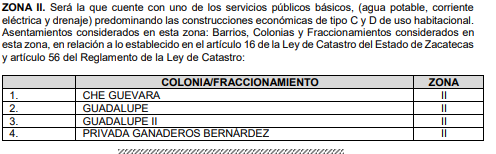 ZONA II. Será la que cuente con uno de los servicios públicos básicos, (agua potable, corriente
eléctrica y drenaje) predominando las construcciones económicas de tipo C y D de uso habitacional.
Asentamientos considerados en esta zona: Barrios, Colonias y Fraccionamientos considerados en
esta zona, en relación a lo establecido en el artículo 16 de la Ley de Catastro del Estado de Zacatecas
y artículo 56 del Reglamento de la Ley de Catastro:
COLONIA/FRACCIONAMIENTO ZONA
1. CHE GUEVARA II
2. GUADALUPE II
3. GUADALUPE II II
4. PRIVADA GANADEROS BERNÁRDEZ II